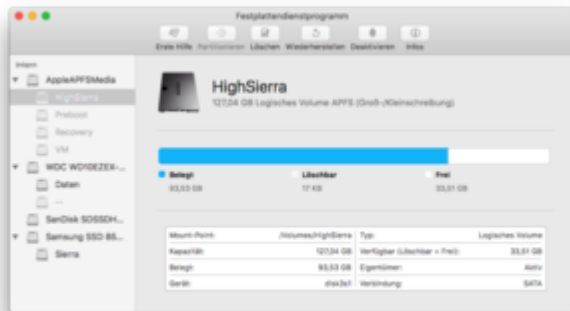 Festplattendienstprogramm
Erste Hilfe Partitionieren Löschen Wiederherstellen Deaktivieren Infos
Intern
AppleAPFSMedia
HighSierra
Preboot
Recovery
VM
WDC WD10EZEX-...
Daten
...
SanDisk SDSSDH...
Samsung SSD 85...
Sierra
HighSierra
127,04 GB Logisches Volume APFS (Groß-/Kleinschreibung)
Belegt Löschbar Frei
93,53 GB 17 KB 33,51 GB
Mount-Point: /Volumes/HighSierra Typ: Logisches Volume
Kapazität: 127,04 GB Verfügbar (Löschbar + Frei): 33,51 GB
Belegt: 93,53 GB Eigentümer: Aktiv
Gerät: disk3s1 Verbindung: SATA